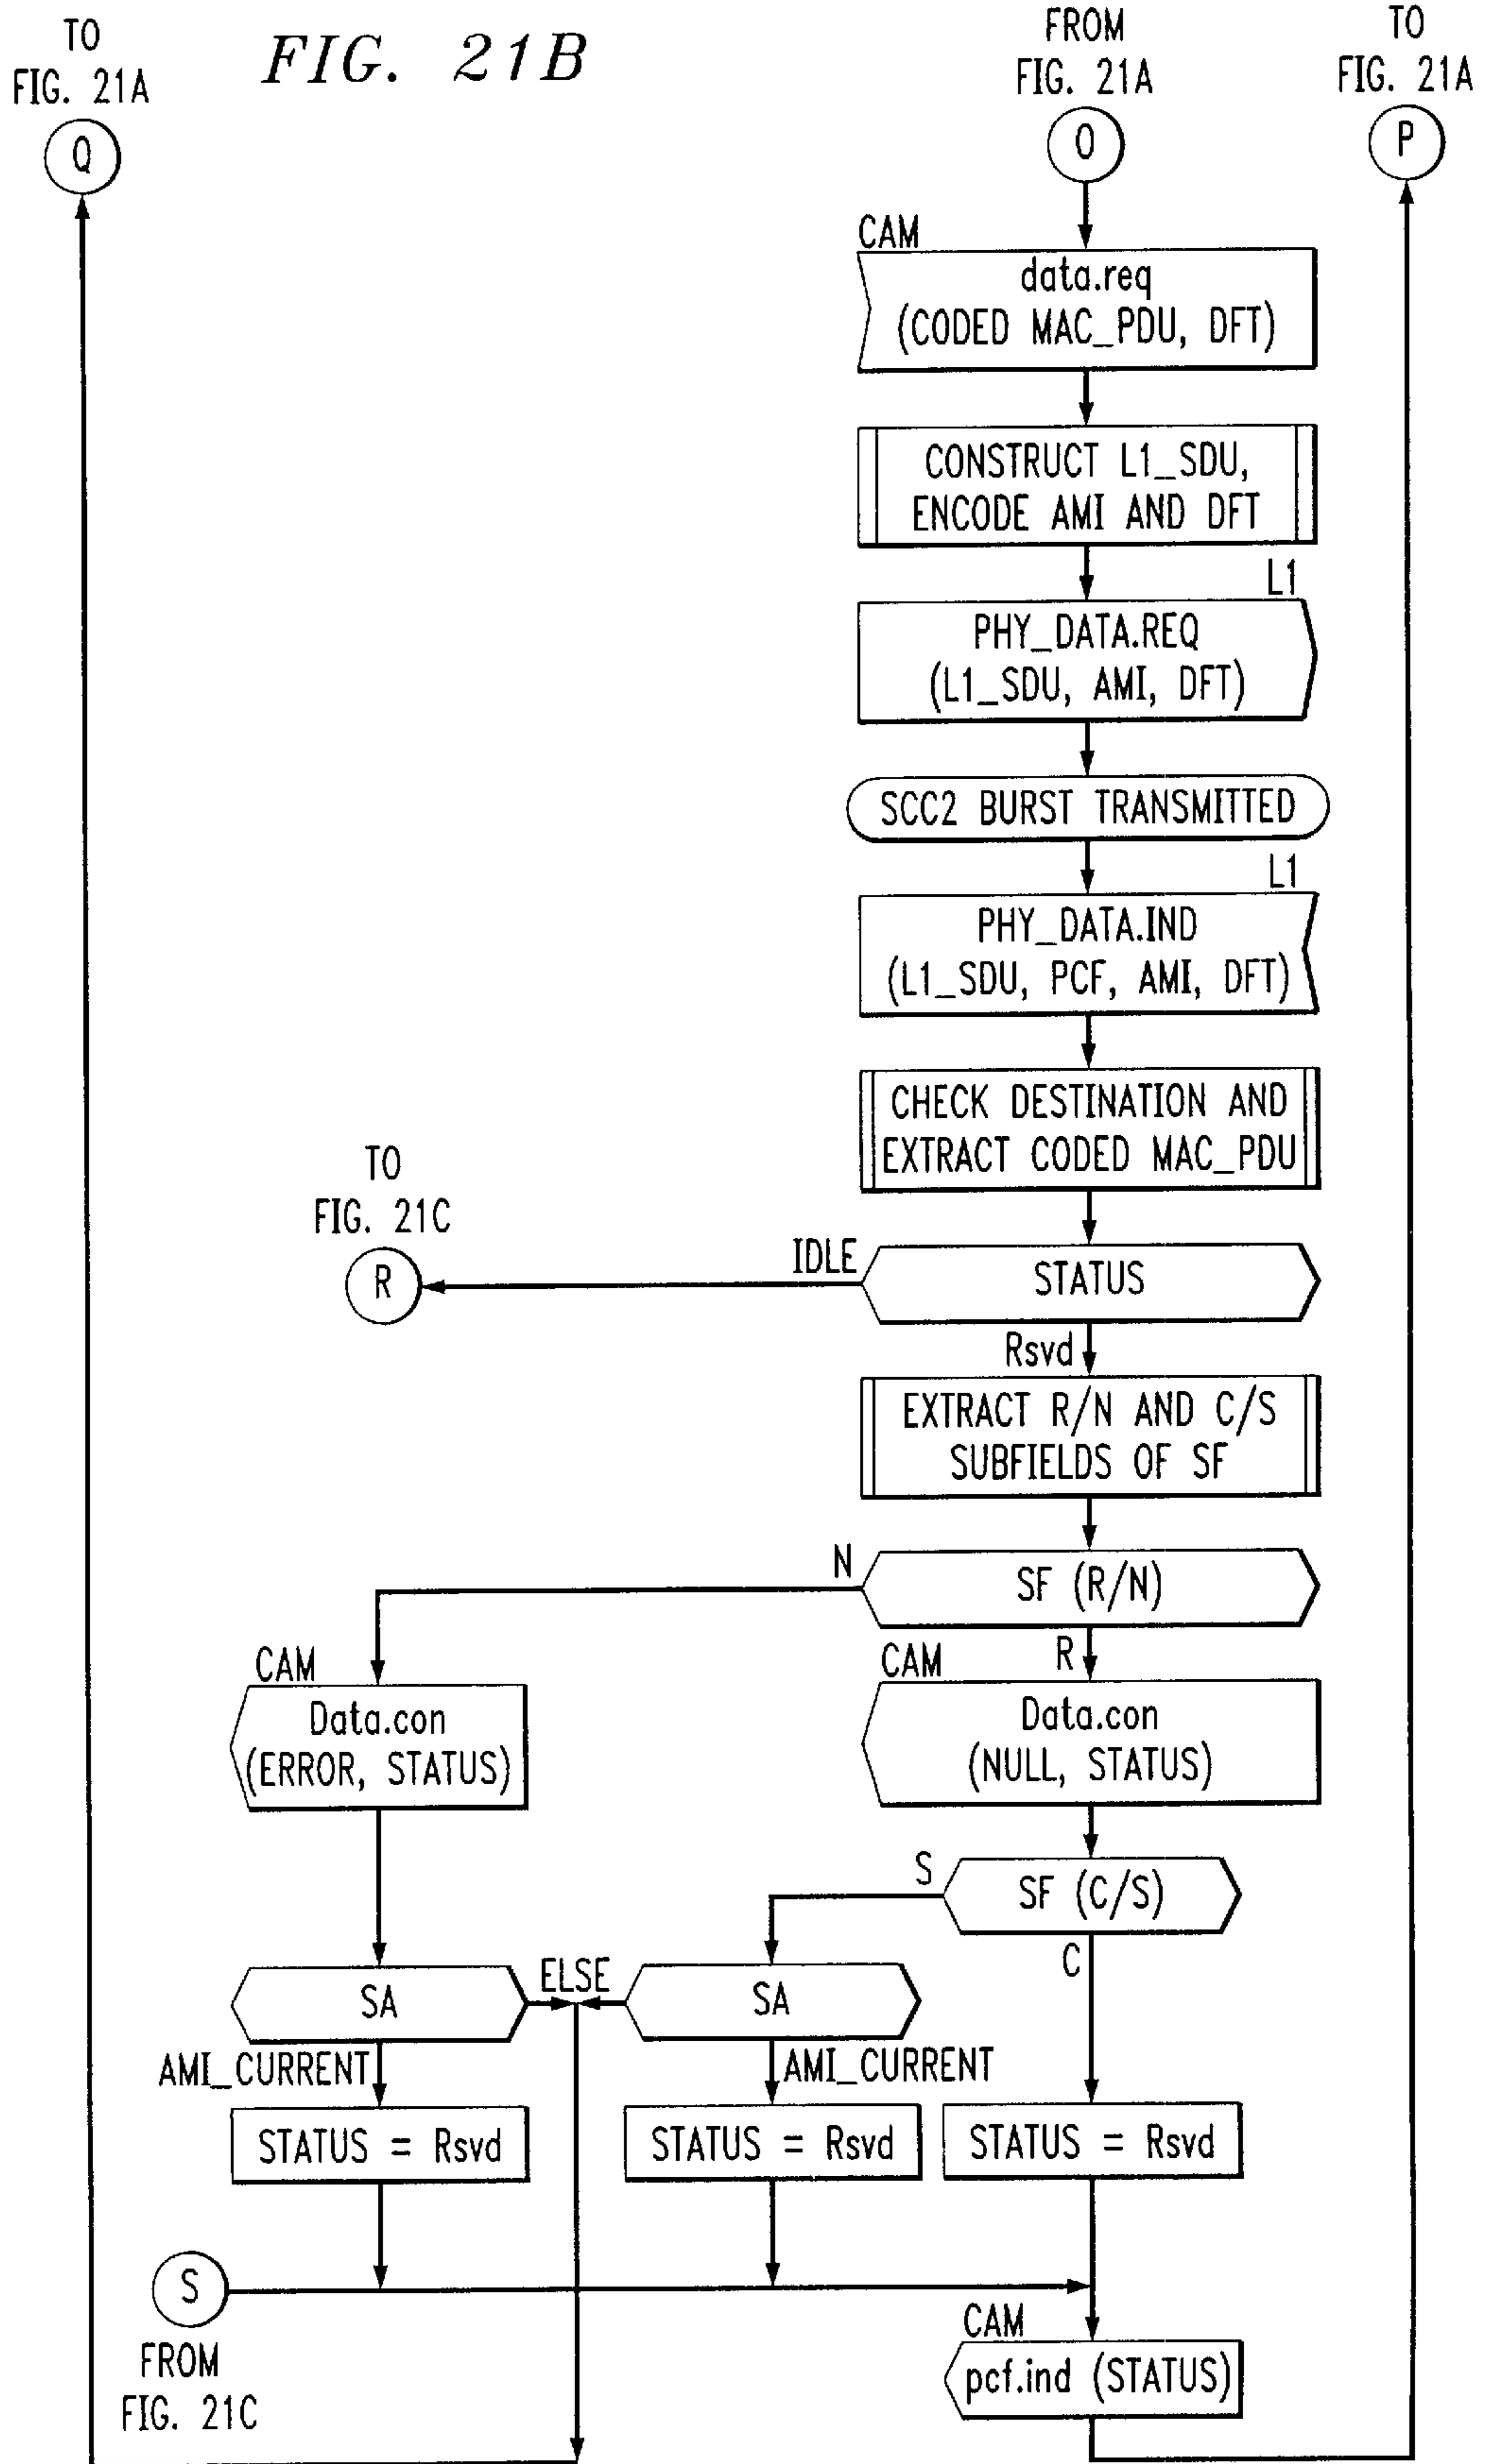 TO
FIG. 21A
Q
FIG. 21B
FROM
FIG. 21A
O
TO
FIG. 21A
P
CAM
data.req
(CODED MAC_PDU, DFT)
CONSTRUCT L1_SDU,
ENCODE AMI AND DFT
L1
PHY_DATA.REQ
(L1_SDU, AMI, DFT)
SCC2 BURST TRANSMITTED
L1
PHY_DATA.IND
(L1_SDU, PCF, AMI, DFT)
CHECK DESTINATION AND
EXTRACT CODED MAC_PDU
TO
FIG. 21C
R
IDLE
STATUS
Rsvd
EXTRACT R/N AND C/S
SUBFIELDS OF SF
N
SF (R/N)
R
CAM
Data.con
(ERROR, STATUS)
CAM
Data.con
(NULL, STATUS)
S
SF (C/S)
C
SA
ELSE
SA
AMI_CURRENT
AMI_CURRENT
STATUS = Rsvd
STATUS = Rsvd
STATUS = Rsvd
S
FROM
FIG. 21C
CAM
pcf.ind (STATUS)